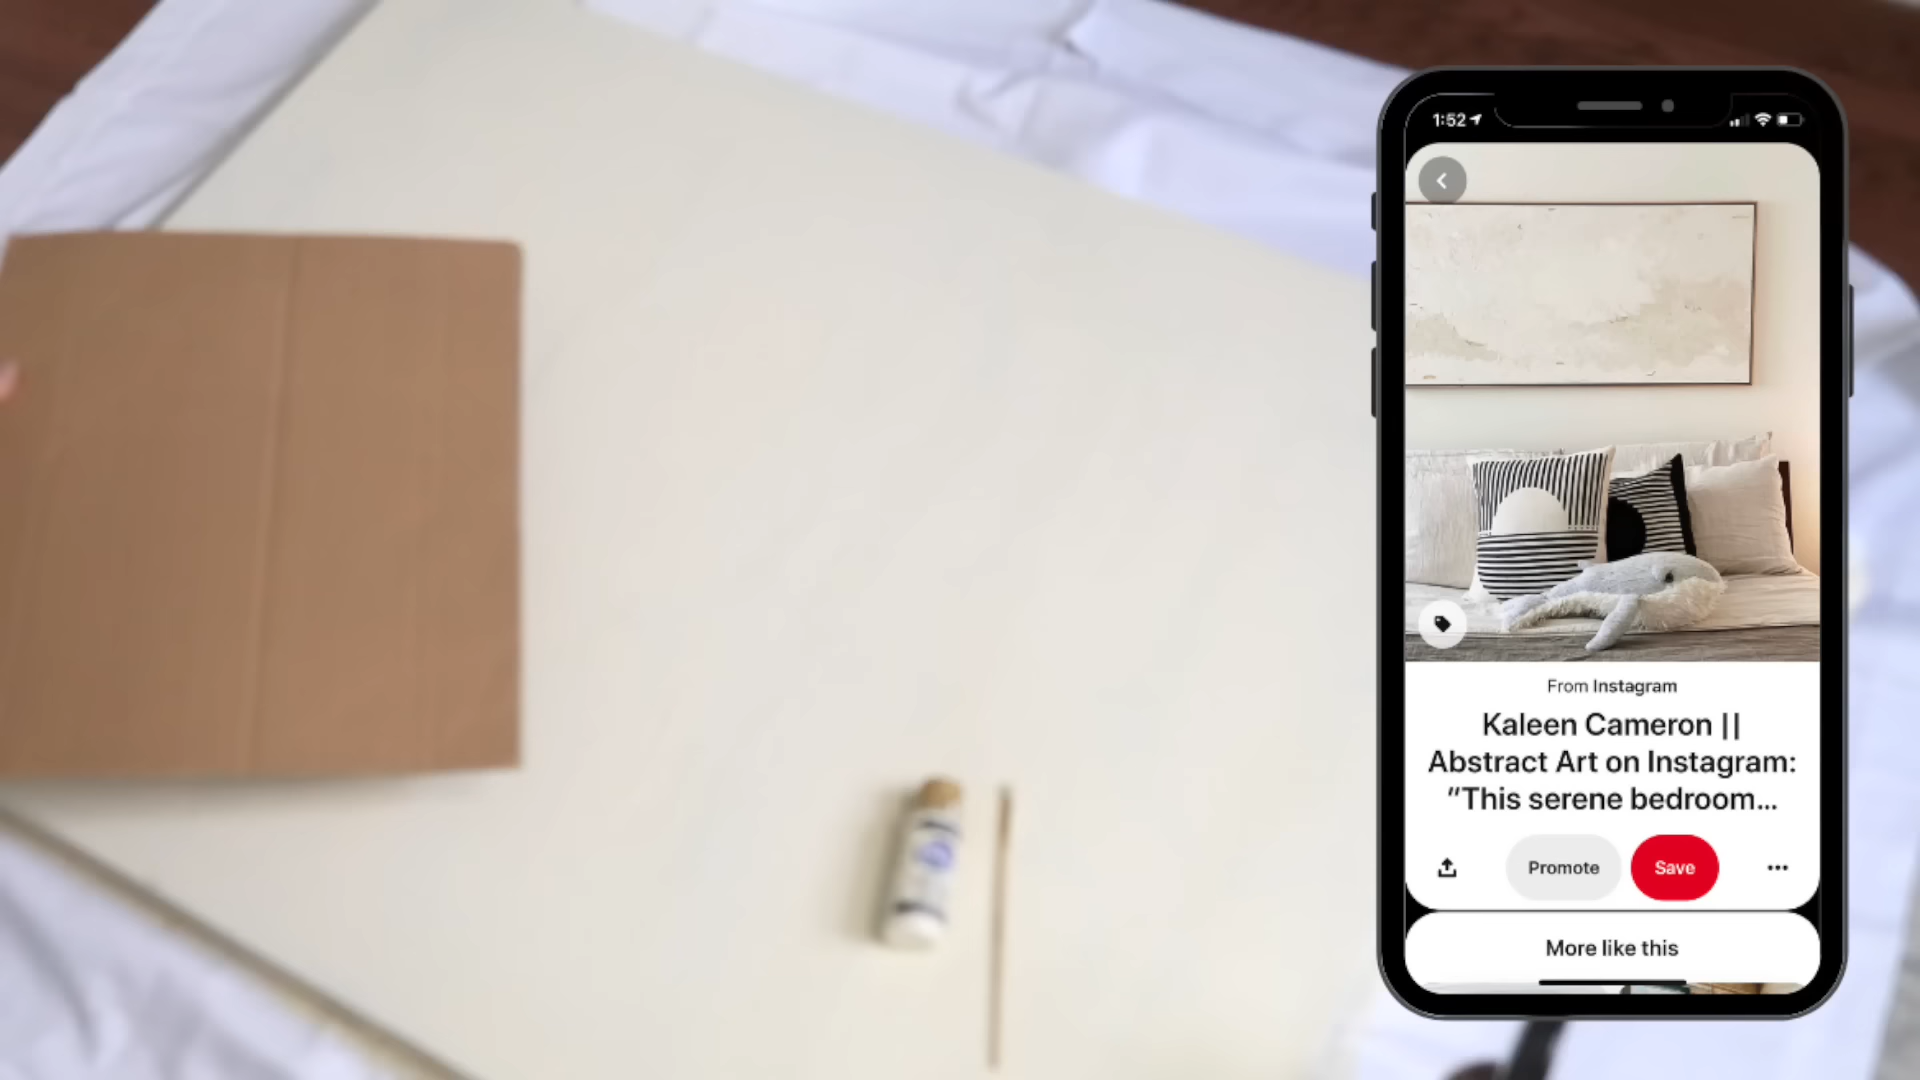 1:52
From Instagram
Kaleen Cameron ||
Abstract Art on Instagram:
“This serene bedroom...
Promote
Save
More like this